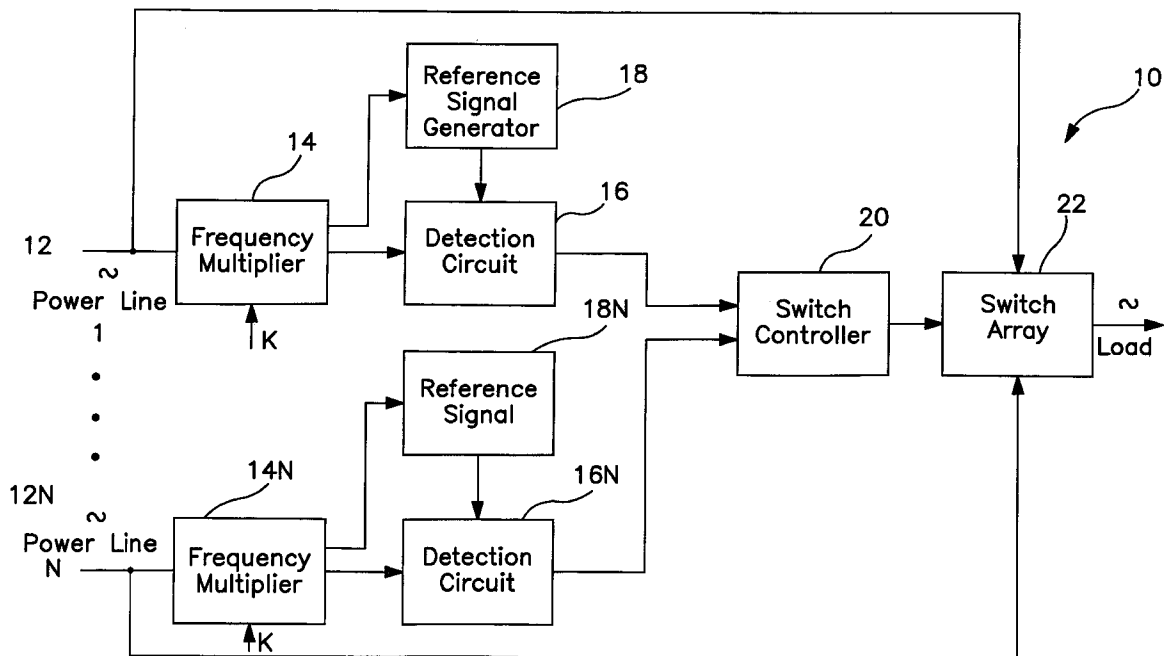 Reference
Signal
Generator
18
10
14
16
12
Frequency
Multiplier
Detection
Circuit
20
22
Power Line
1
K
18N
Switch
Controller
Switch
Array
Load
Reference
Signal
14N
16N
12N
Power Line
N
Frequency
Multiplier
Detection
Circuit
K